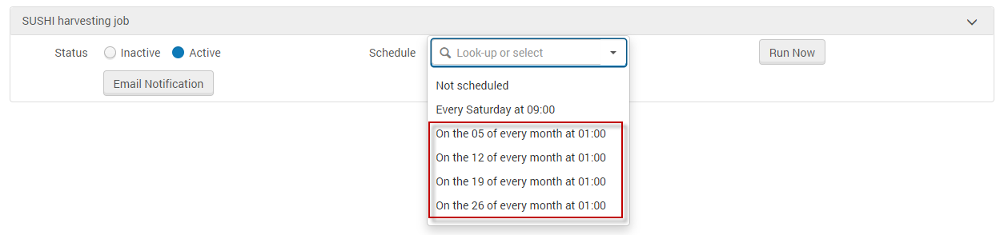 SUSHI harvesting job
Status Inactive Active Schedule Look-up or select Run Now
Email Notification
Not scheduled
Every Saturday at 09:00
On the 05 of every month at 01:00
On the 12 of every month at 01:00
On the 19 of every month at 01:00
On the 26 of every month at 01:00